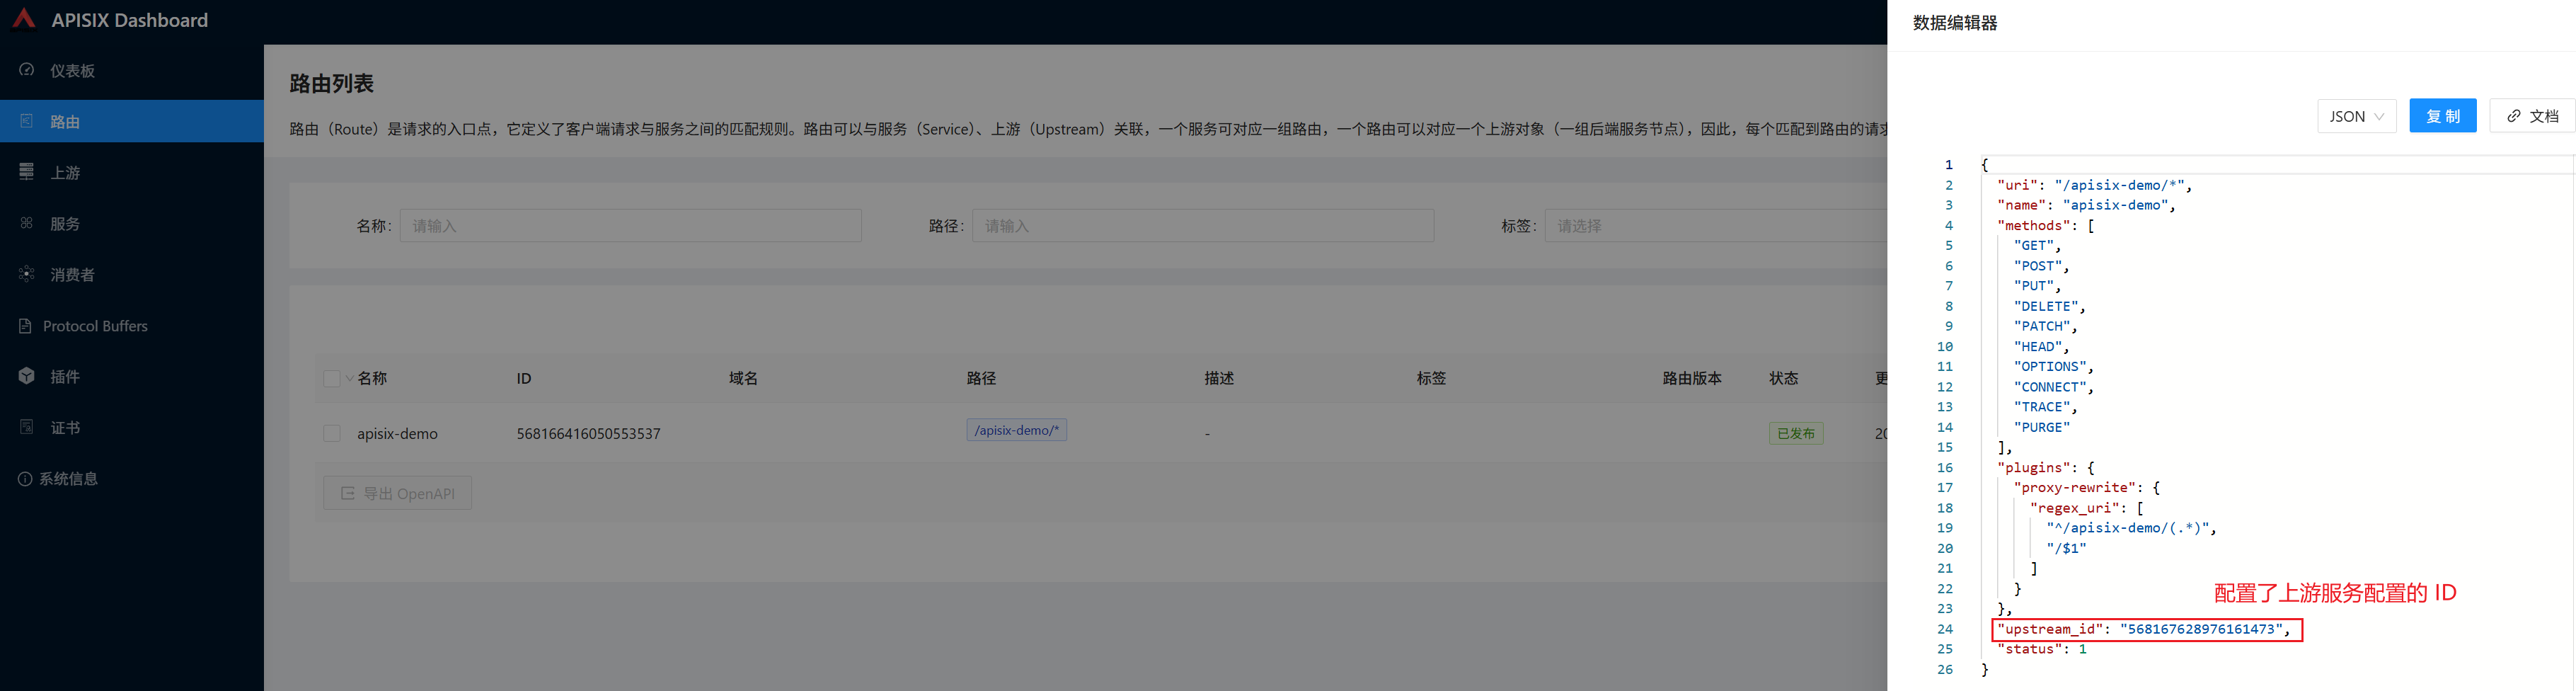 APISIX Dashboard
仪表板
路由
上游
服务
消费者
Protocol Buffers
插件
证书
系统信息
路由列表
路由（Route）是请求的入口点，它定义了客户端请求与服务之间的匹配规则。路由可以与服务（Service）、上游（Upstream）关联，一个服务可对应一组路由，一个路由可以对应一个上游对象（一组后端服务节点），因此，每个匹配到路由的请求
名称： 请输入 路径： 请输入 标签： 请选择
名称 ID 域名 路径 描述 标签 路由版本 状态 更
apisix-demo 568166416050553537 /apisix-demo/* - 已发布 20
导出 OpenAPI
数据编辑器
JSON 复 制 文档
1 {
2 "uri": "/apisix-demo/*",
3 "name": "apisix-demo",
4 "methods": [
5 "GET",
6 "POST",
7 "PUT",
8 "DELETE",
9 "PATCH",
10 "HEAD",
11 "OPTIONS",
12 "CONNECT",
13 "TRACE",
14 "PURGE"
15 ],
16 "plugins": {
17 "proxy-rewrite": {
18 "regex_uri": [
19 "^/apisix-demo/(.*)",
20 "/$1"
21 ]
22 }
配置了上游服务配置的 ID
23 },
24 "upstream_id": "568167628976161473",
25 "status": 1
26 }